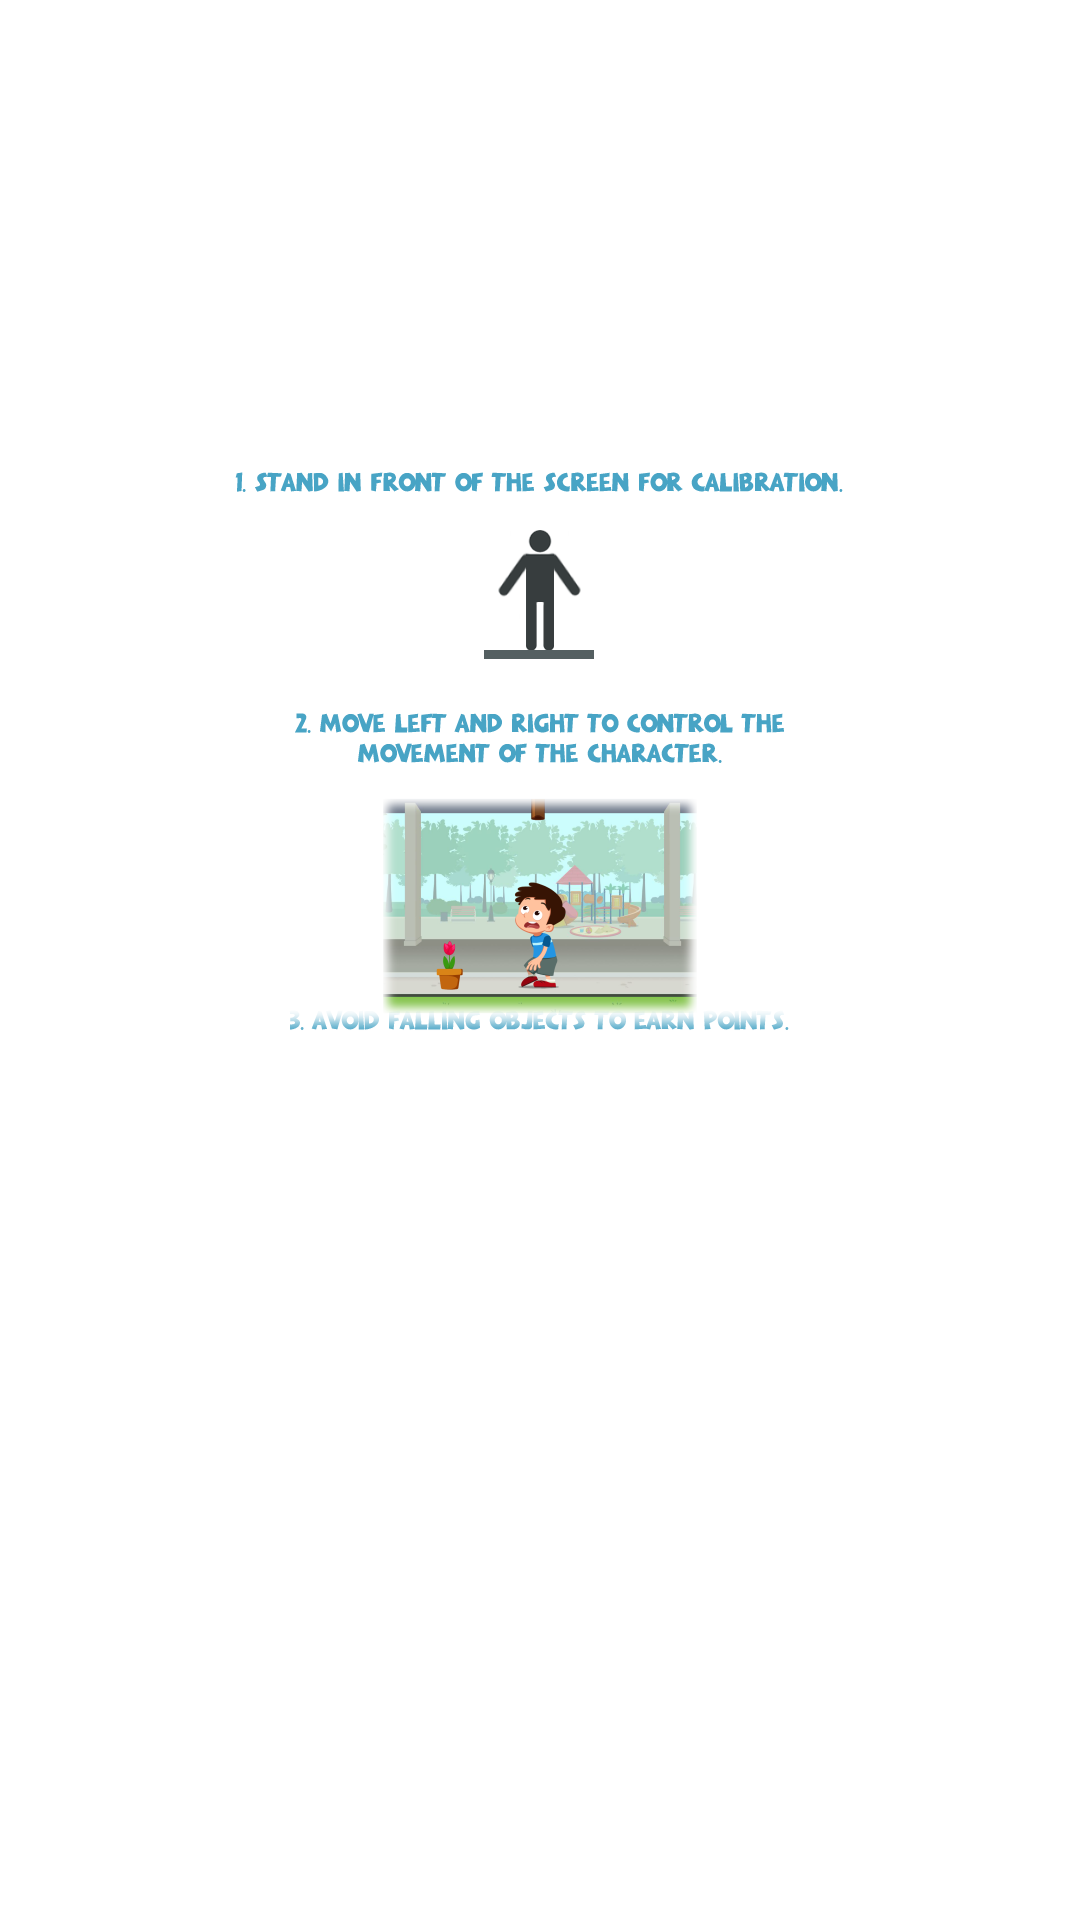 1. STAND IN FRONT OF THE SCREEN FOR CALIBRATION.
2. MOVE LEFT AND RIGHT TO CONTROL THE
MOVEMENT OF THE CHARACTER.
3. AVOID FALLING OBJECTS TO EARN POINTS.